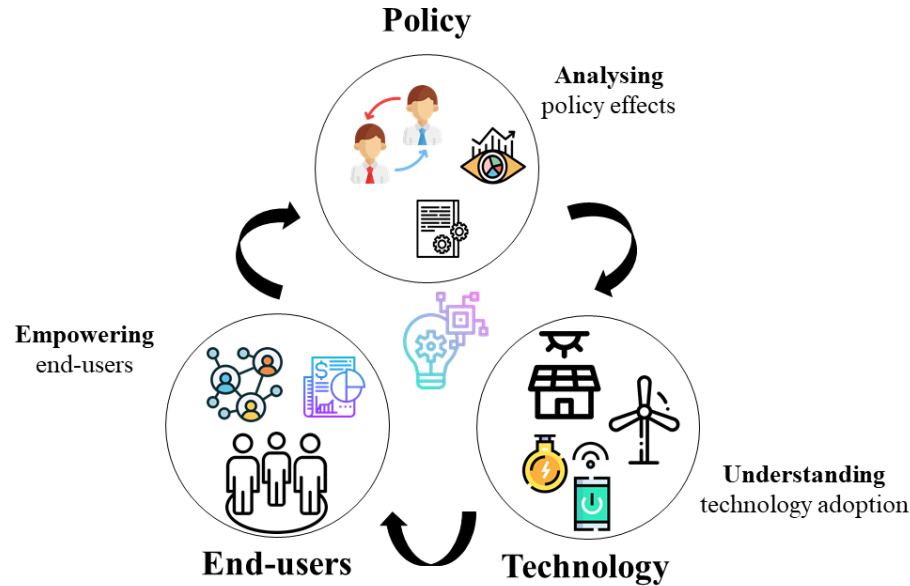 Policy
Analysing
policy effects
Empowering
end-users
$
Understanding
technology adoption
End-users
Technology